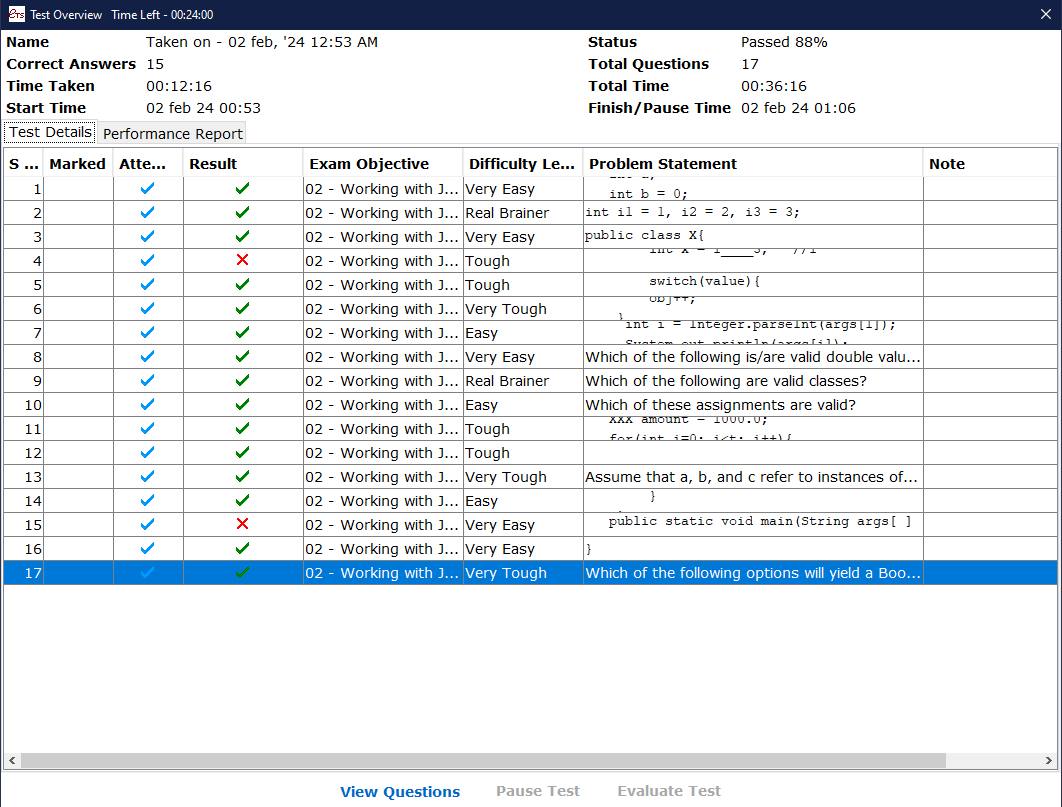 ETS Test Overview Time Left - 00:24:00
Name Taken on - 02 feb, '24 12:53 AM Status Passed 88%
Correct Answers 15 Total Questions 17
Time Taken 00:12:16 Total Time 00:36:16
Start Time 02 feb 24 00:53 Finish/Pause Time 02 feb 24 01:06
Test Details Performance Report
S ... Marked Atte... Result Exam Objective Difficulty Le... Problem Statement Note
1 02 - Working with J... Very Easy
int b = 0;
2 02 - Working with J... Real Brainer int i1 = 1, i2 = 2, i3 = 3;
3 02 - Working with J... Very Easy public class X{
4 02 - Working with J... Tough int x = 1____3; //1
5 02 - Working with J... Tough switch(value){
6 02 - Working with J... Very Tough obj++;
}
7 02 - Working with J... Easy int i = Integer.parseInt(args[1]);
System.out.println(args[i]);
8 02 - Working with J... Very Easy Which of the following is/are valid double valu...
9 02 - Working with J... Real Brainer Which of the following are valid classes?
10 02 - Working with J... Easy Which of these assignments are valid?
11 02 - Working with J... Tough XXX amount = 1000.0;
for(int i=0; i<t; i++){
12 02 - Working with J... Tough
13 02 - Working with J... Very Tough Assume that a, b, and c refer to instances of...
14 02 - Working with J... Easy }
15 02 - Working with J... Very Easy public static void main(String args[ ]
16 02 - Working with J... Very Easy }
17 02 - Working with J... Very Tough Which of the following options will yield a Boo...
View Questions Pause Test Evaluate Test